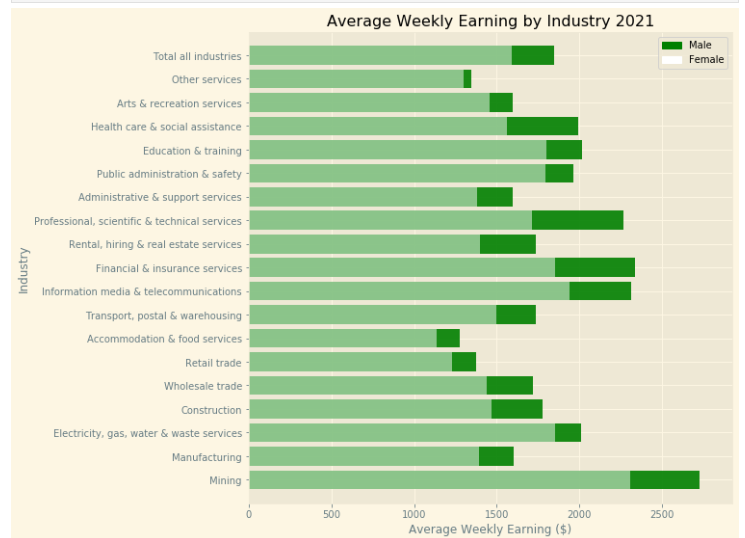 Average Weekly Earning by Industry 2021
Male
Female
Total all industries
Other services
Arts & recreation services
Health care & social assistance
Education & training
Public administration & safety
Administrative & support services
Professional, scientific & technical services
Rental, hiring & real estate services
Financial & insurance services
Information media & telecommunications
Transport, postal & warehousing
Accommodation & food services
Retail trade
Wholesale trade
Construction
Electricity, gas, water & waste services
Manufacturing
Mining
Industry
0 500 1000 1500 2000 2500
Average Weekly Earning ($)